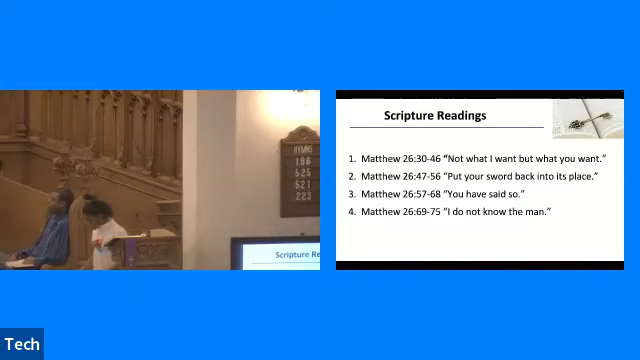 HYMNS
196
525
521
223
Scripture Re
Scripture Readings
1. Matthew 26:30-46 “Not what I want but what you want.”
2. Matthew 26:47-56 “Put your sword back into its place.”
3. Matthew 26:57-68 “You have said so.”
4. Matthew 26:69-75 “I do not know the man.”
Tech